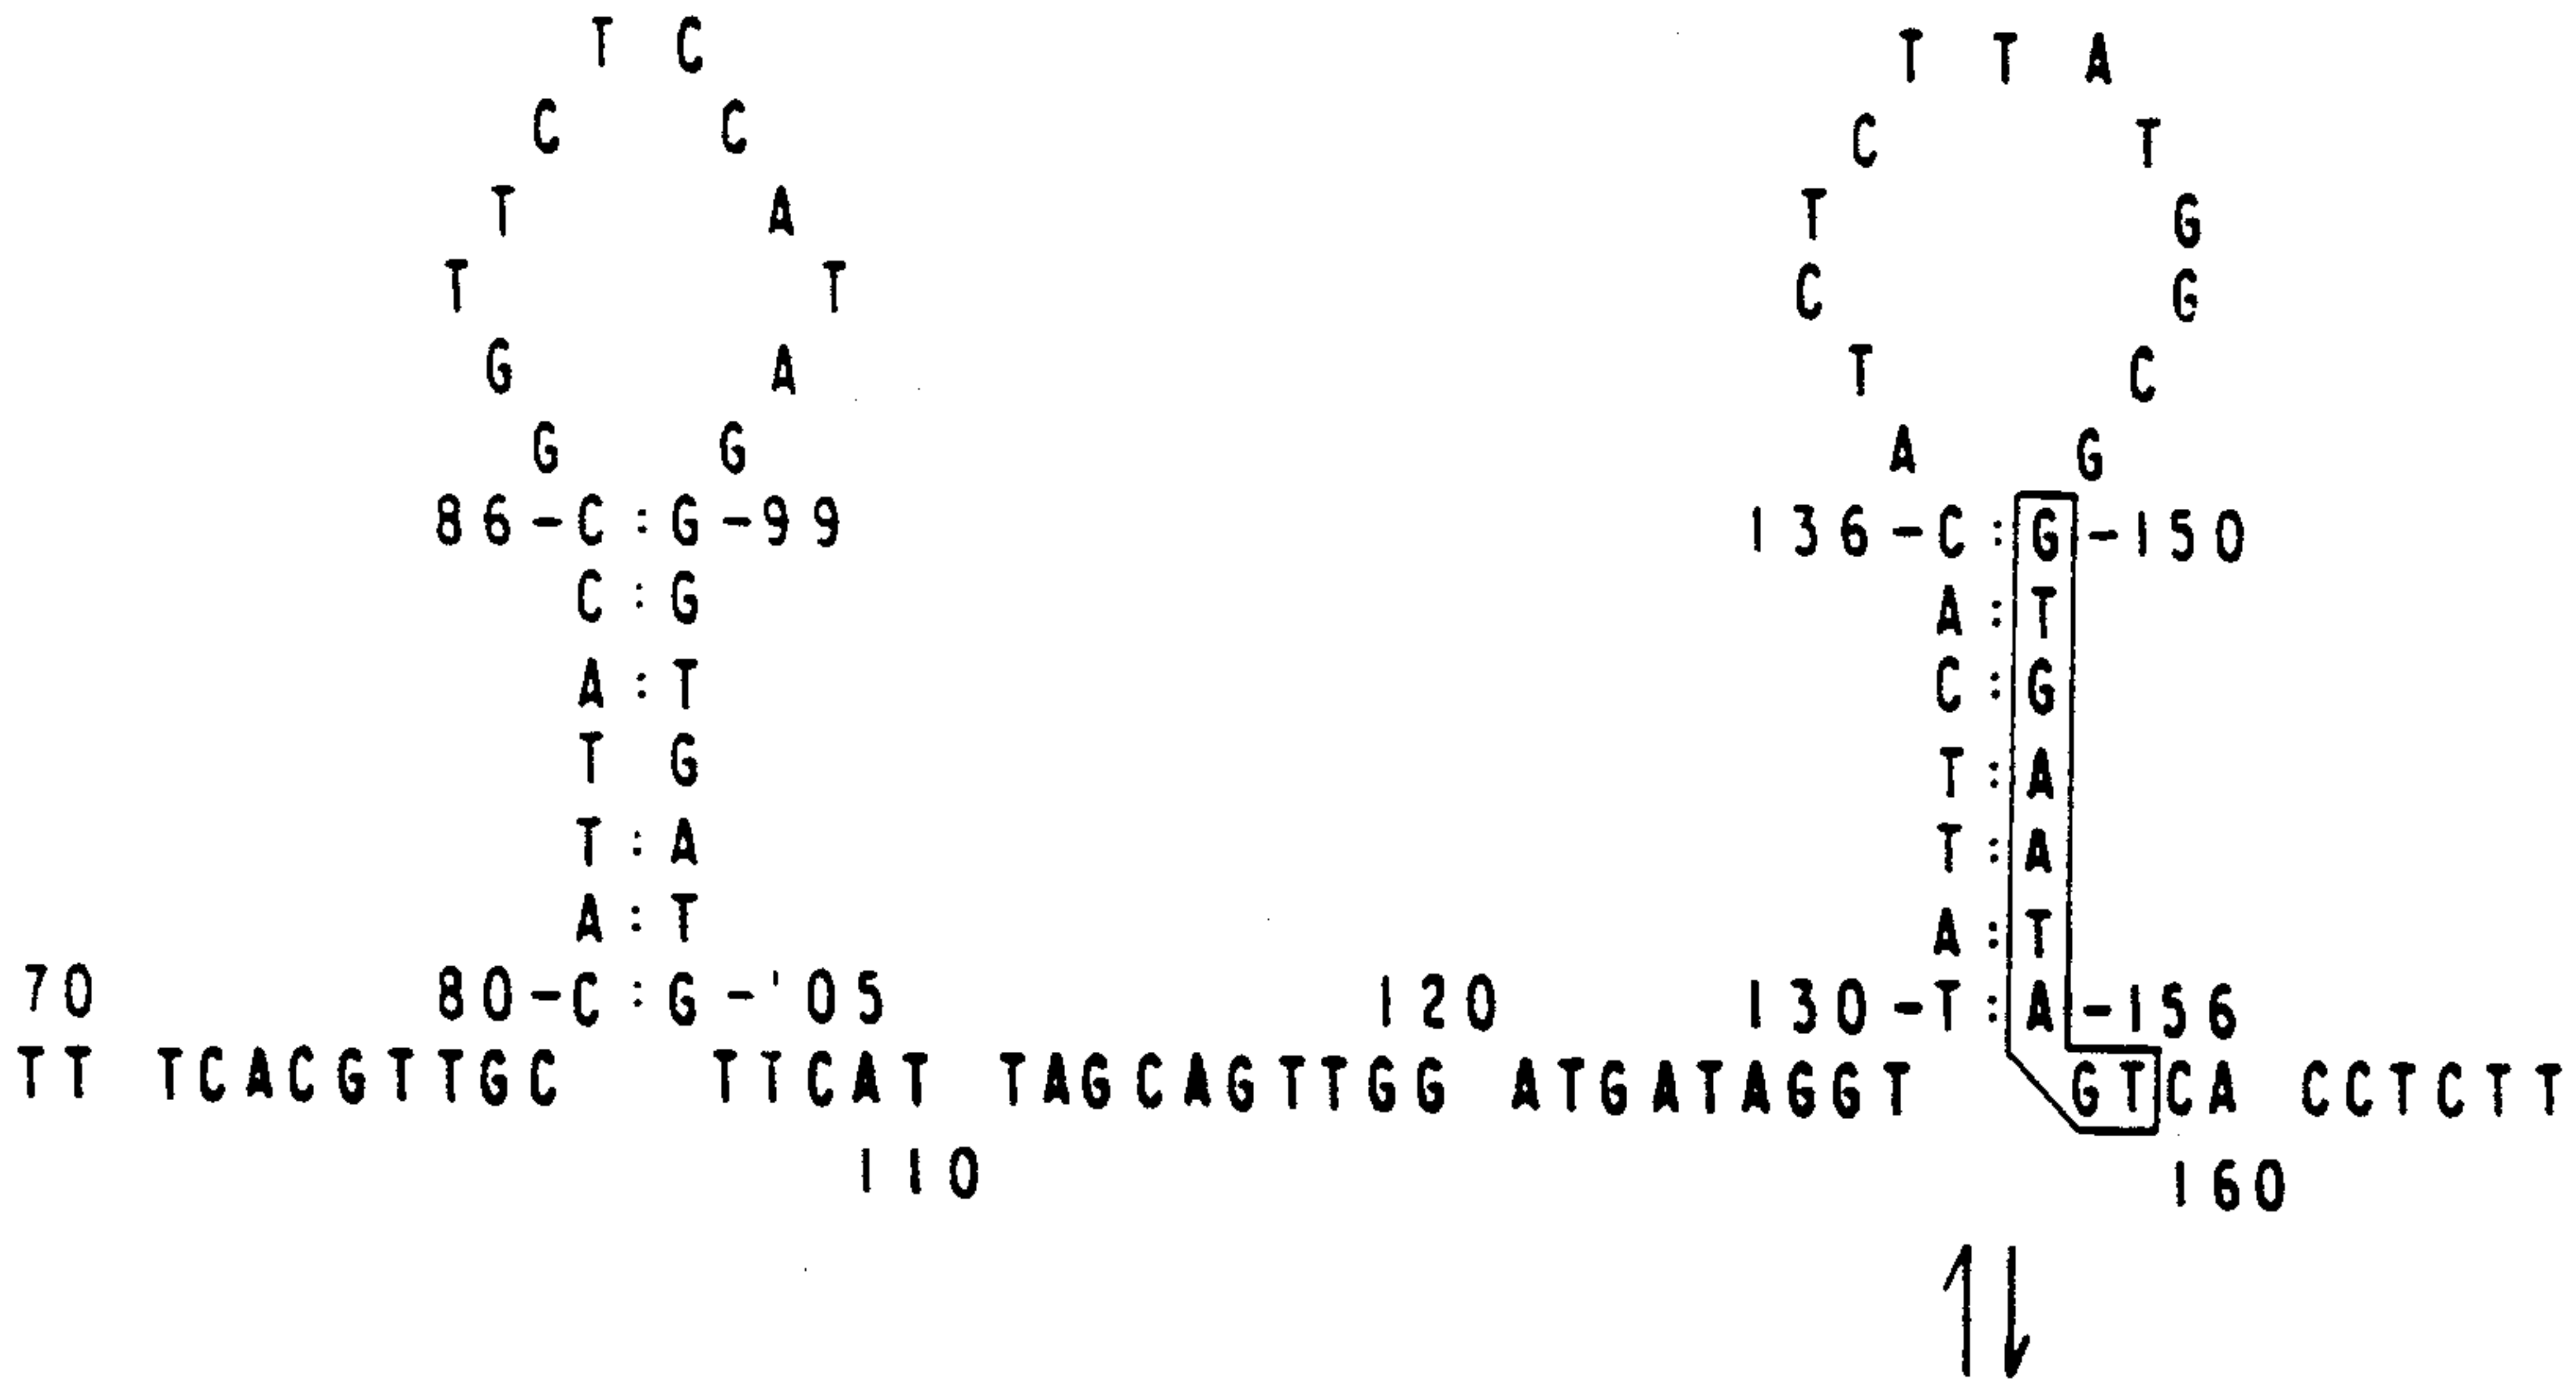 T C T T A
C C C T
T A T G
T T C G
G A T C
G G A G
86-C:G-99 136-C:G-150
C:G A:T
A:T C:G
T G T:A
T:A T:A
A:T A:T
70 80-C:G-'05 120 130-T:A-156
TT TCACGTTGC TTCAT TAGCAGTTGG ATGATAGGT GTCA CCTCTT
110 160